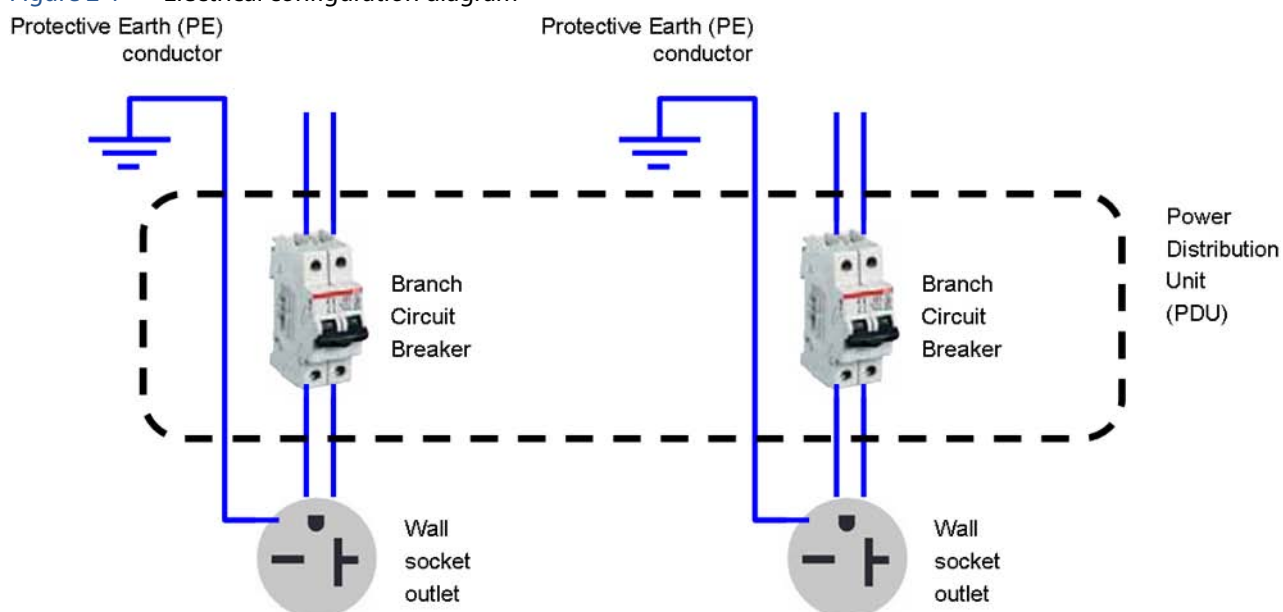 Protective Earth (PE)
conductor
Protective Earth (PE)
conductor
Branch
Circuit
Breaker
Branch
Circuit
Breaker
Power
Distribution
Unit
(PDU)
Wall
socket
outlet
Wall
socket
outlet